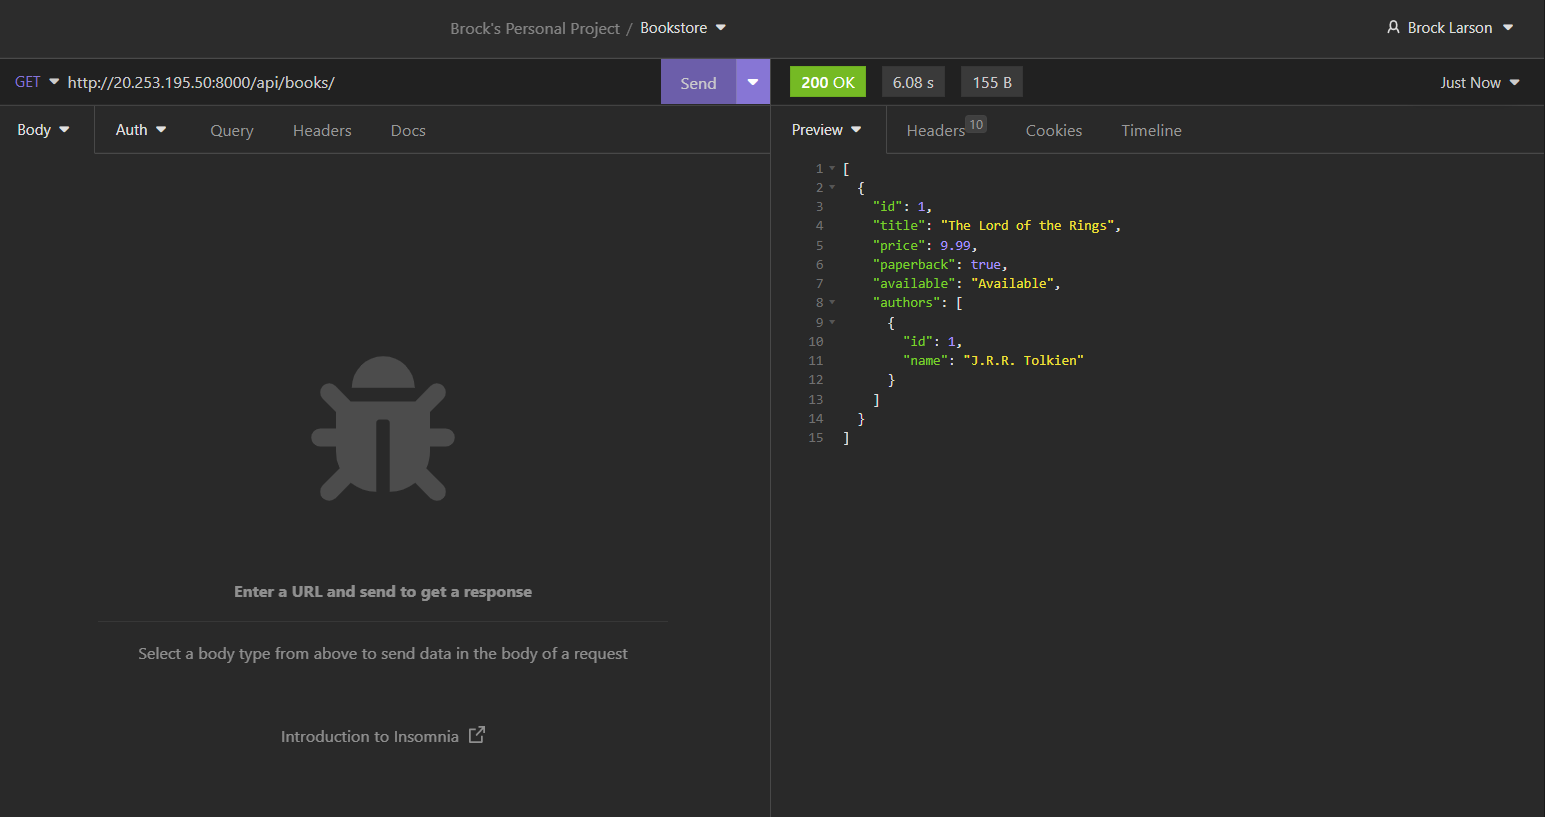 Brock's Personal Project / Bookstore
Brock Larson
GET http://20.253.195.50:8000/api/books/ Send
200 OK 6.08 s 155 B Just Now
Body Auth Query Headers Docs
Preview Headers 10 Cookies Timeline
Enter a URL and send to get a response
Select a body type from above to send data in the body of a request
Introduction to Insomnia
1 [
2 {
3 "id": 1,
4 "title": "The Lord of the Rings",
5 "price": 9.99,
6 "paperback": true,
7 "available": "Available",
8 "authors": [
9 {
10 "id": 1,
11 "name": "J.R.R. Tolkien"
12 }
13 ]
14 }
15 ]